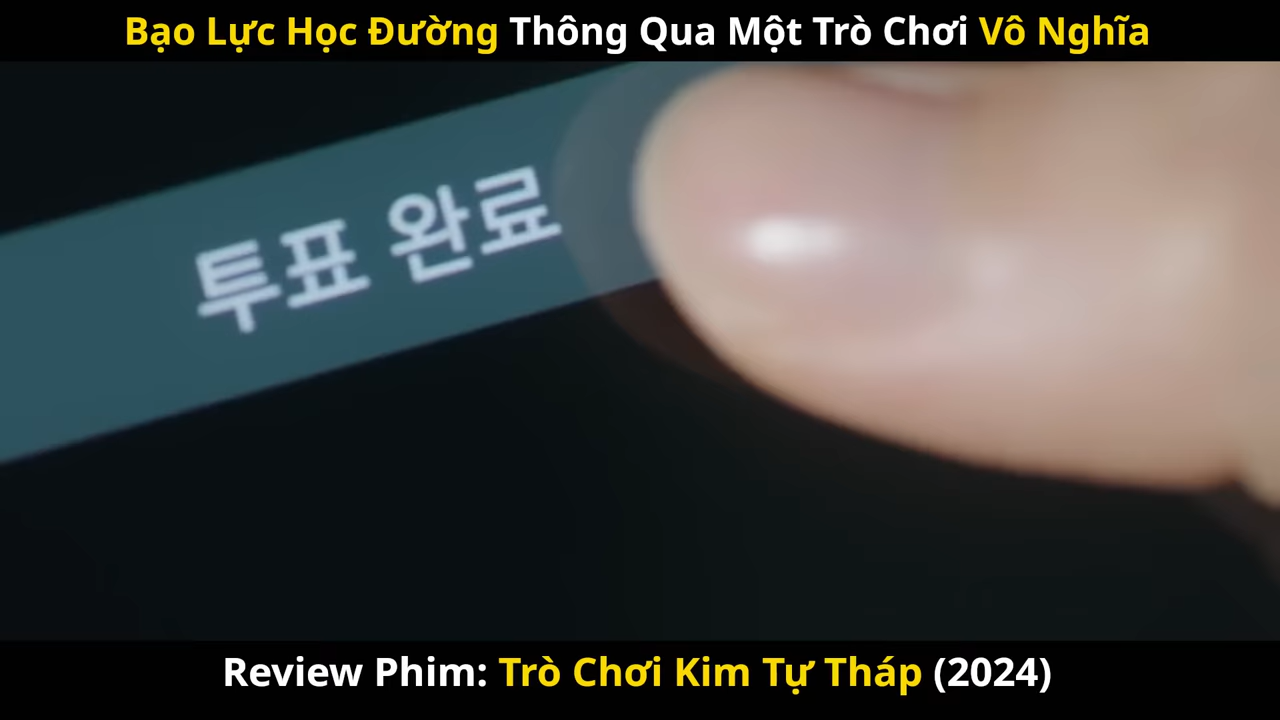 Bạo Lực Học Đường Thông Qua Một Trò Chơi Vô Nghĩa
투표 완료
Review Phim: Trò Chơi Kim Tự Tháp (2024)